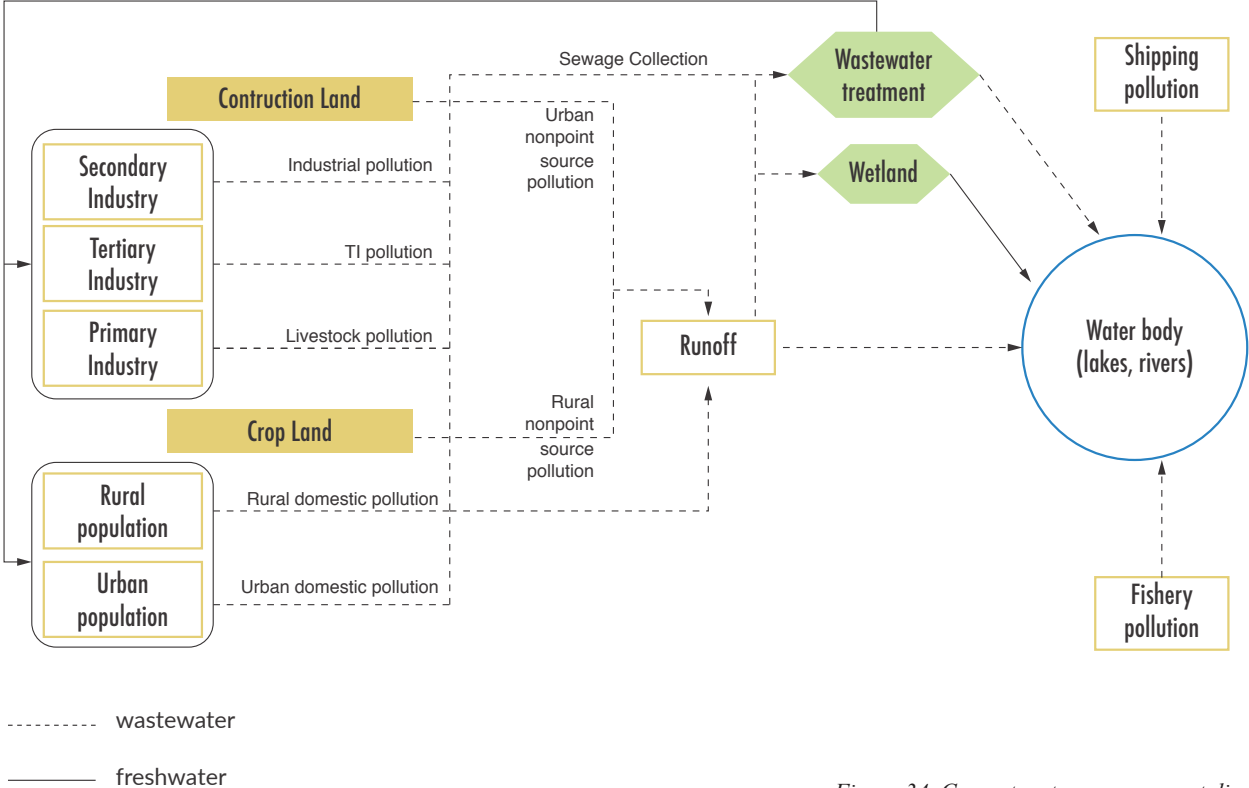 Sewage Collection
Wastewater
treatment
Shipping
pollution
Contruction Land
Urban
nonpoint
source
pollution
Secondary
Industry
Industrial pollution
Wetland
Tertiary
Industry
TI pollution
Primary
Industry
Livestock pollution
Runoff
Water body
(lakes, rivers)
Crop Land
Rural
nonpoint
source
pollution
Rural
population
Rural domestic pollution
Urban
population
Urban domestic pollution
Fishery
pollution
wastewater
freshwater